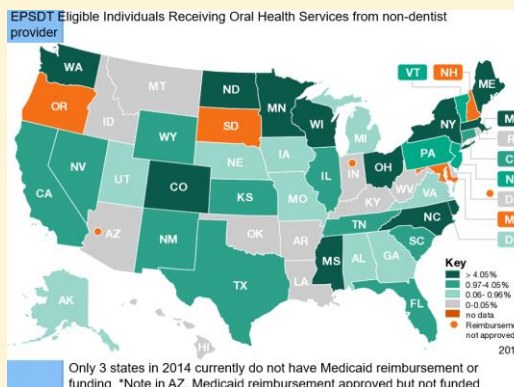 EPSDT Eligible Individuals Receiving Oral Health Services from non-dentist
provider
WA
OR
CA
NV
ID
MT
WY
UT
AZ
CO
NM
ND
SD
NE
KS
OK
TX
MN
IA
MO
AR
LA
WI
IL
MI
IN
OH
KY
TN
MS
AL
GA
FL
SC
NC
VA
WV
PA
NY
VT
NH
ME
AK
HI
M
R
C
N
D
M
D
Key
> 4.05%
0.97-4.05%
0.06- 0.96%
0-0.05%
no data
Reimbursemen
not approved
201
Only 3 states in 2014 currently do not have Medicaid reimbursement or
funding. *Note in AZ, Medicaid reimbursement approved but not funded